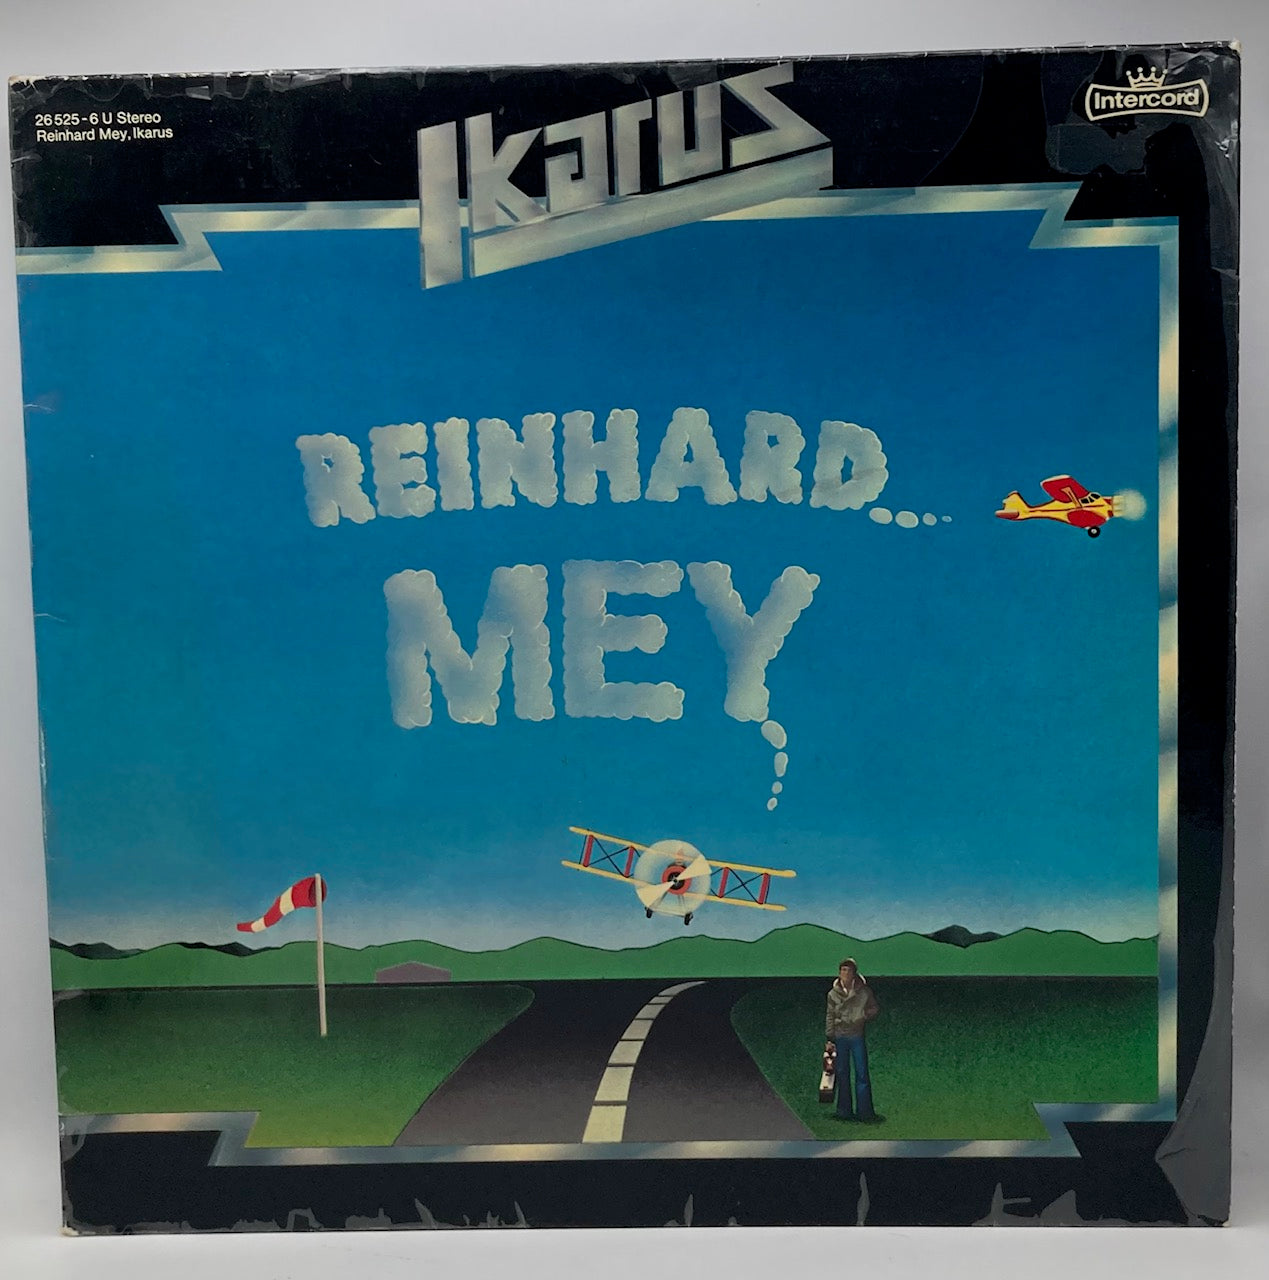 26 525 - 6 U Stereo
Reinhard Mey, Ikarus
Ikarus
Intercord
REINHARD...
MEY